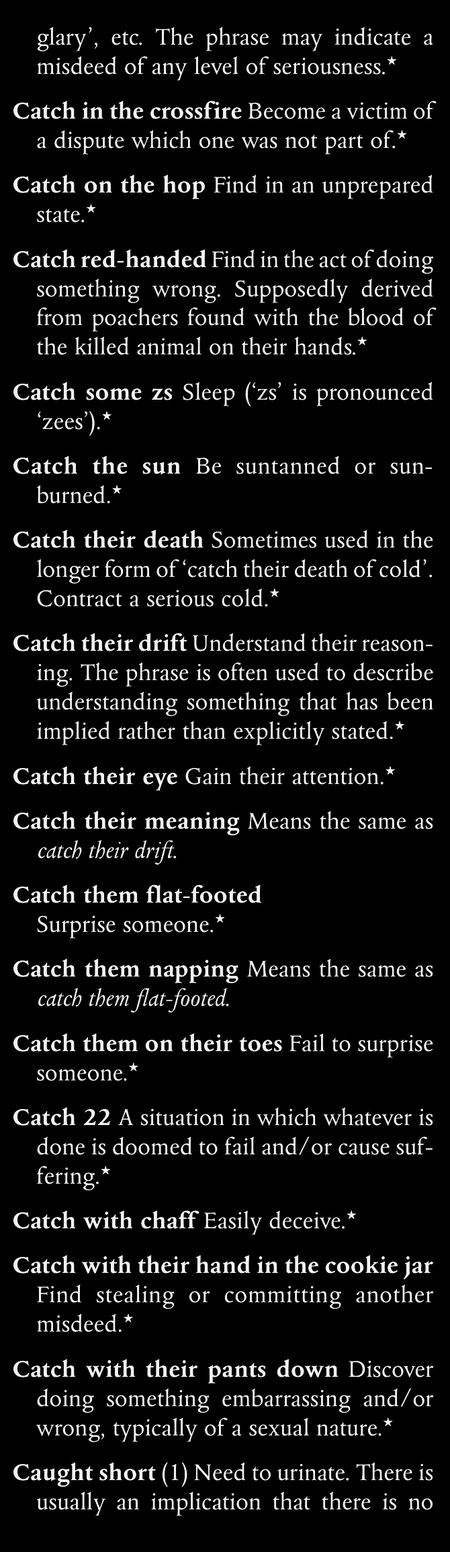 glary’, etc. The phrase may indicate a
misdeed of any level of seriousness.★
Catch in the crossfire Become a victim of
a dispute which one was not part of.★
Catch on the hop Find in an unprepared
state.★
Catch red-handed Find in the act of doing
something wrong. Supposedly derived
from poachers found with the blood of
the killed animal on their hands.★
Catch some zs Sleep (‘zs’ is pronounced
‘zees’).★
Catch the sun Be suntanned or sun-
burned.★
Catch their death Sometimes used in the
longer form of ‘catch their death of cold’.
Contract a serious cold.★
Catch their drift Understand their reason-
ing. The phrase is often used to describe
understanding something that has been
implied rather than explicitly stated.★
Catch their eye Gain their attention.★
Catch their meaning Means the same as
catch their drift.
Catch them flat-footed
Surprise someone.★
Catch them napping Means the same as
catch them flat-footed.
Catch them on their toes Fail to surprise
someone.★
Catch 22 A situation in which whatever is
done is doomed to fail and/or cause suf-
fering.★
Catch with chaff Easily deceive.★
Catch with their hand in the cookie jar
Find stealing or committing another
misdeed.★
Catch with their pants down Discover
doing something embarrassing and/or
wrong, typically of a sexual nature.★
Caught short (1) Need to urinate. There is
usually an implication that there is no